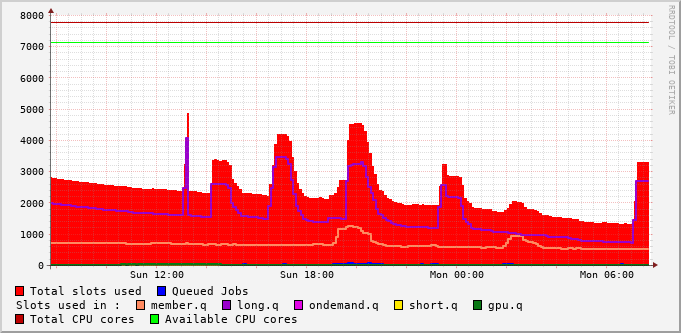 8000
7000
6000
5000
4000
3000
2000
1000
0
Sun 12:00 Sun 18:00 Mon 00:00 Mon 06:00
RRDTOOL / TOBI OETIKER
Total slots used Queued Jobs
Slots used in : member.q long.q ondemand.q short.q gpu.q
Total CPU cores Available CPU cores